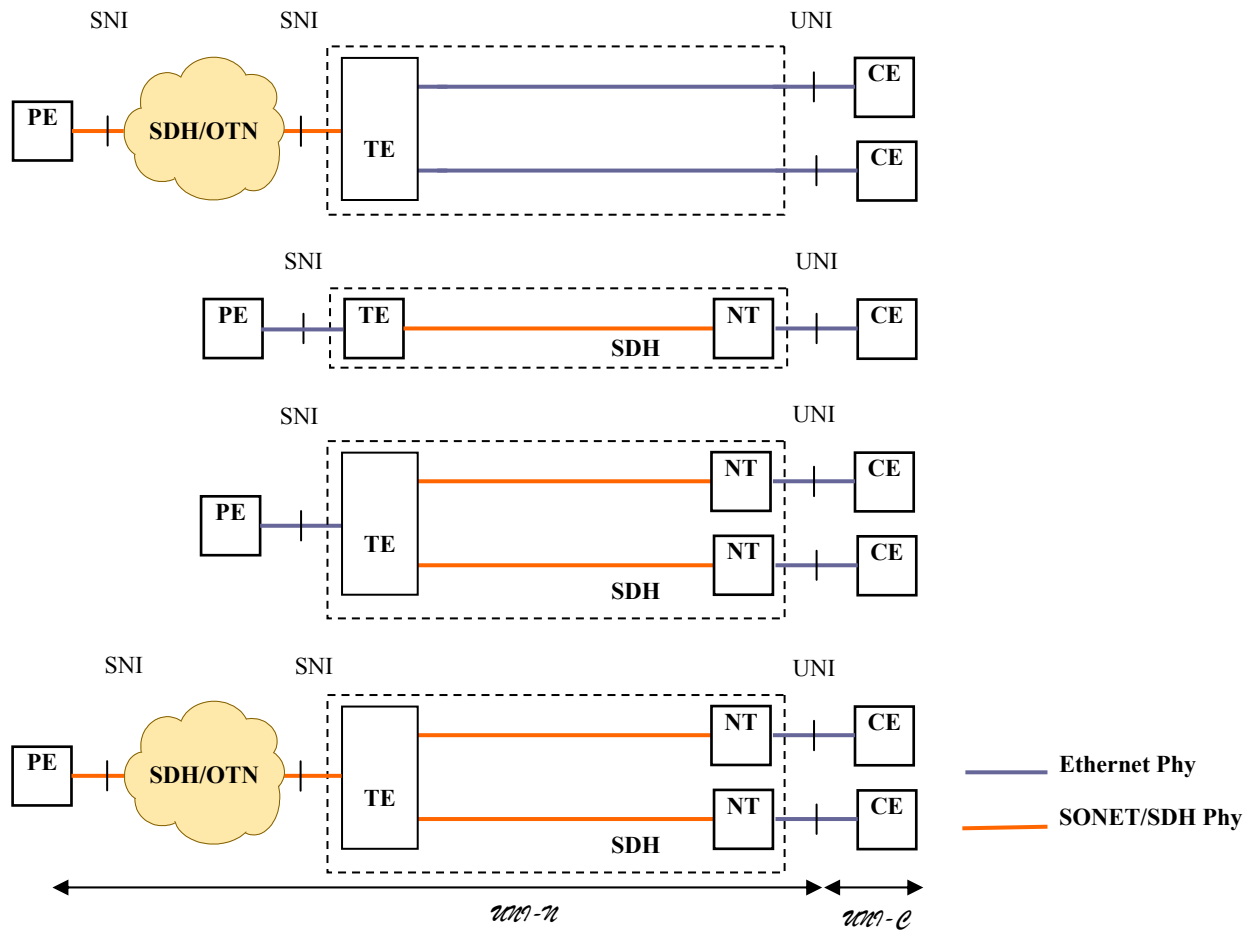 SNI SNI UNI
CE
PE SDH/OTN TE
CE
SNI UNI
PE TE NT CE
SDH
SNI UNI
NT CE
PE TE
NT CE
SDH
SNI SNI UNI
NT CE
PE SDH/OTN TE Ethernet Phy
NT CE SONET/SDH Phy
SDH
UNI-N UNI-C